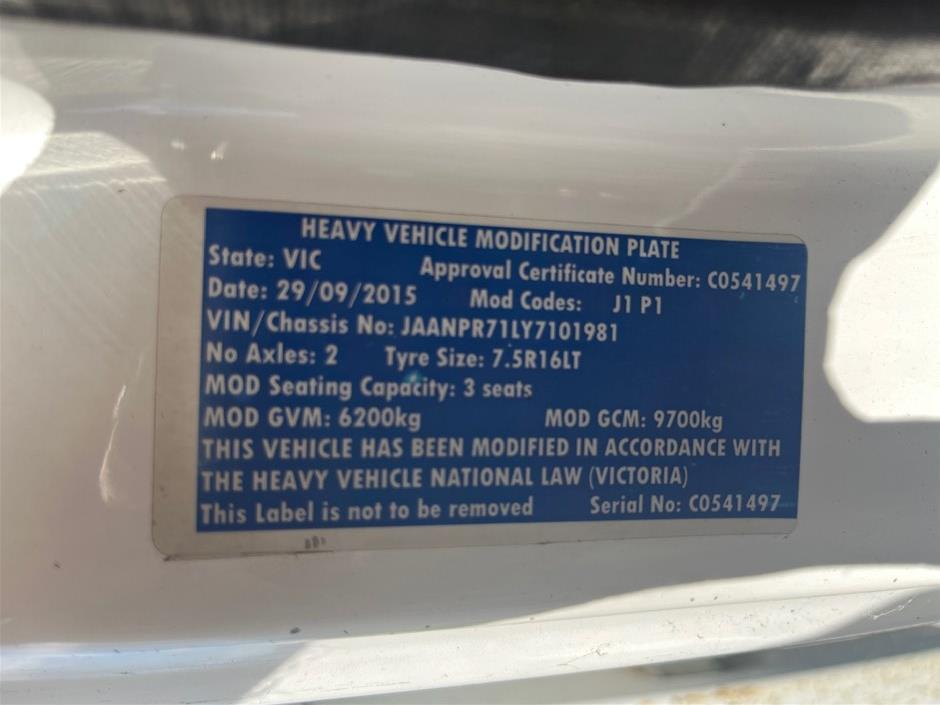 HEAVY VEHICLE MODIFICATION PLATE
State: VIC Approval Certificate Number: C0541497
Date: 29/09/2015 Mod Codes: J1 P1
VIN/Chassis No: JAANPR71LY7101981
No Axles: 2 Tyre Size: 7.5R16LT
MOD Seating Capacity: 3 seats
MOD GVM: 6200kg MOD GCM: 9700kg
THIS VEHICLE HAS BEEN MODIFIED IN ACCORDANCE WITH
THE HEAVY VEHICLE NATIONAL LAW (VICTORIA)
This Label is not to be removed Serial No: C0541497